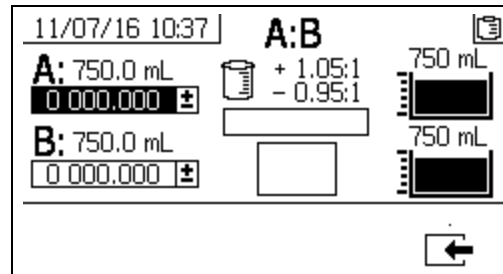 11/07/16 10:37
A:B
A: 750.0 mL
0 000.000 ±
+ 1.05:1
- 0.95:1
750 mL
B: 750.0 mL
0 000.000 ±
750 mL